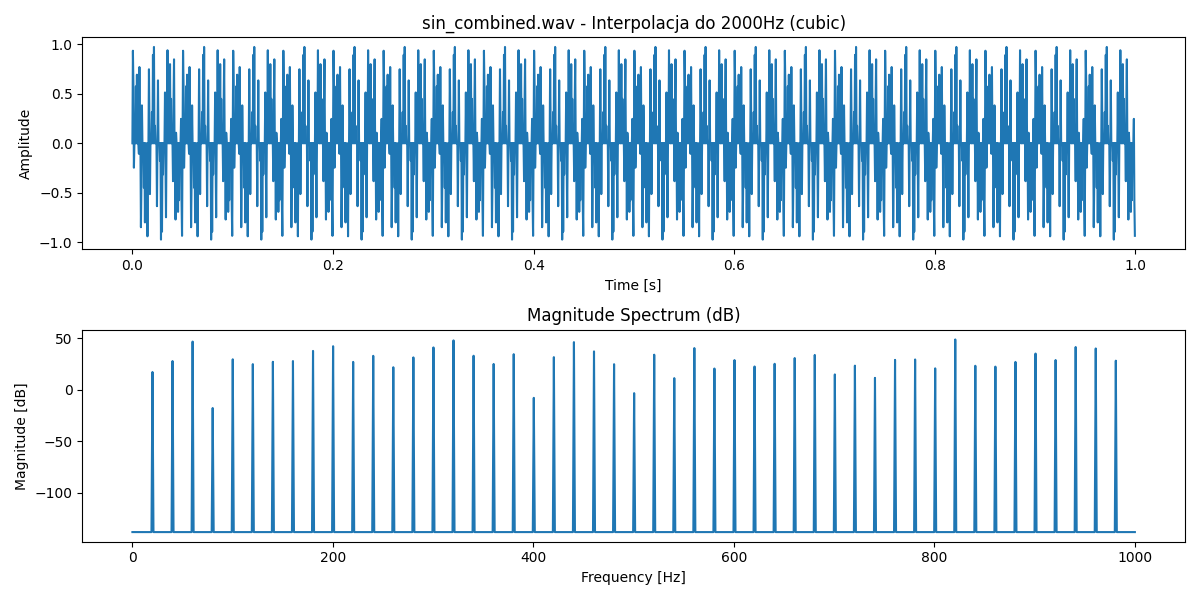 sin_combined.wav - Interpolacja do 2000Hz (cubic)
1.0
0.5
0.0
−0.5
−1.0
Amplitude
0.0 0.2 0.4 0.6 0.8 1.0
Time [s]
Magnitude Spectrum (dB)
50
0
−50
−100
Magnitude [dB]
0 200 400 600 800 1000
Frequency [Hz]